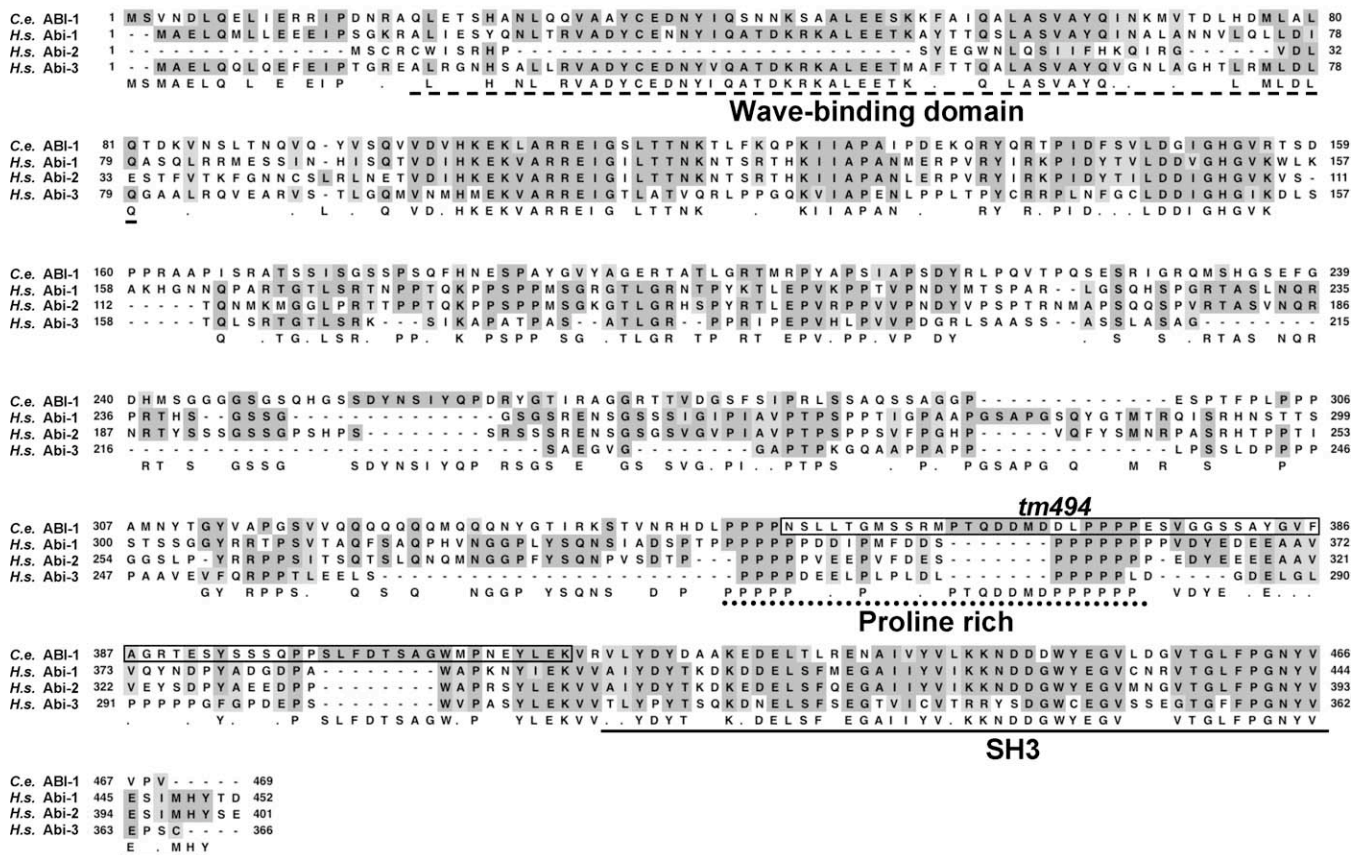 C.e. ABI-1 1 MSVNDLQELIERRIPDNRAQLETSHANLQQVAAYCEDNYIQSNNKSAALEESKKFAIQALASVAYQINKMVTDLHDMLAL 80
H.s. Abi-1 1 --MAELQMLLEEEIPSGKRALIESYQNLTRVADYCENNYIQATDKRKALEETKAYTTQSLASVAYQINALANNVLQLLDI 78
H.s. Abi-2 1 ---------------MSCRCWISRHP---------------------------SYEGWNLQSIIFHKQIRG------VDL 32
H.s. Abi-3 1 --MAELQQLQEFEIPTGREALRGNHSALLRVADYCEDNYVQATDKRKALEETMAFTTQALASVAYQVGNLAGHTLRMLDL 78
MSMAELQ L E EIP . L H NL RVADYCEDNYIQATDKRKALEETK . QLASVAYQ . . L MLDL
Wave-binding domain
C.e. ABI-1 81 QTDKVNSLTNQVQ-YVSQVVDVHKEKLARREIGSLTTNKTLFKQPKIIAPAIPDEKQRYQRTPIDFSVLDGIGHGVRTSD 159
H.s. Abi-1 79 QASQLRRMESSIN-HISQTVDIHKEKVARREIGILTTNKNTSRTHKIIAPANMERPVRYIRKPIDYTVLDDVGHGVKWLK 157
H.s. Abi-2 33 ESTFVTKFGNNCSLRLNETVDIHKEKVARREIGILTTNKNTSRTHKIIAPANLERPVRYIRKPIDYTILDDIGHGVKVS- 111
H.s. Abi-3 79 QGAALRQVEARVS-TLGQMVNMHMEKVARREIGTLATVQRLPPGQKVIAPENLPPLTPYCRRPLNFGCLDDIGHGIKDLS 157
Q . . L . Q VD.HKEKVARREIG LTTNK . KIIAPAN . RY R.PID...LDDIGHGVK
C.e. ABI-1 160 PPRAAPISRATSSISGSSPSQFHNESPAYGVYAGERTATLGRTMRPYAPSIAPSDYRLPQVTPQSESRIGRQMSHGSEFG 239
H.s. Abi-1 158 AKHGNNQPARTGTLSRTNPPTQKPPSPPMSGRGTLGRNTPYKTLEPVKPPTVPNDYMTSPAR--LGSQHSPGRTASLNQR 235
H.s. Abi-2 112 -----TQNMKMGGLPRTTPPTQKPPSPPMSGKGTLGRHSPYRTLEPVRPPVVPNDYVPSPTRNMAPSQQSPVRTASVNQR 186
H.s. Abi-3 158 -----TQLSRTGTLSRK---SIKAPATPAS--ATLGR--PPRIPEPVHLPVVPDGRLSAASS--ASSLASAG-------- 215
Q .TG.LSR. PP. K PSPP SG .TLGR TP RT EPV.PP.VP DY . S S .RTAS NQR
C.e. ABI-1 240 DHMSGGGGSGSQHGSSDYNSIYQPDRYGTIRAGGRTTVDGSFSIPRLSSAQSSAGGP---------ESPTFPLPPP 306
H.s. Abi-1 236 PRTHS-GSSG----------------GSGSRENSGSSSIGIPIAVPTPSPPTIGPAAPGSAPGSQYGTMTRQISRHNSTTS 299
H.s. Abi-2 187 NRTYSSSGSSGPSHPS---------SRSSSRENSGSGSVGVPIAVPTPSPPSVFPGHP------VQFYSMNRPASRHTPPTI 253
H.s. Abi-3 216 ----------------------------SAEGVG--------GAPTPKGQAAPPAPP---------LPSSLDPPPP 246
RT S GSSG SDYNSIYQP RSGS E GS SVG.PI. PTPS P.P. PGSAPG Q M R S P
tm494
C.e. ABI-1 307 AMNYTGYVAPGSVVQQQQQQQMQQQNYGTIRKSTVNRHDLPPPPNSLLTGMSSRMPTQDDMDDLPPPPESVGGSSAYGVF 386
H.s. Abi-1 300 STSSGGYRRTPSVTAQFSAQPHVNGGPLYSQNSIADSPTPPPPPPPDDIPMFDDS-------PPPPPPPPVDYEDEEAAV 372
H.s. Abi-2 254 GGSLP-YRRPPSITSQTSLQNQMNGGPFYSQNPVSDTP---PPPPPVEEPVFDES-------PPPPPP-PEDYEEEEAAV 321
H.s. Abi-3 247 PAAVEVFQRPPTLEELS------------------------PPPPDEELPLPLDL-------PPPPPLD----GDELGL 290
GY RPPS. Q S Q NGGP YSQNS D P PPPPP . P . PTQDDMDPPPPPP VDYE .E...
Proline rich
C.e. ABI-1 387 AGRTESYSSSQPPSLFDTSAGWMPNEYLEKVRVLYDYDAAKEDELTLRENAIVYVLKKNDDDWYEGVLDGVTGLFPGNYV 466
H.s. Abi-1 373 VQYNDPYADGDPA--------WAPKNYIEKVVAIYDYTKDKDDELSFMEGAIIYVIKKNDDGWYEGVCNRVTGLFPGNYV 444
H.s. Abi-2 322 VEYSDPYAEEDPP--------WAPRSYLEKVVAIYDYTKDKEDELSFQEGAIIYVIKKNDDGWYEGVMNGVTGLFPGNYV 393
H.s. Abi-3 291 PPPPPGFGPDEPS--------WVPASYLEKVVTLYPYTSQKDNELSFSEGTVICVTRRYSDGWCEGVSSEGTGFFPGNYV 362
. Y. .P SLFDTSAGW.P YLEKVV..YDYT K.DELSF EGAIIYV.KKNDDGWYEGV VTGLFPGNYV
SH3
C.e. ABI-1 467 VPV----- 469
H.s. Abi-1 445 ESIMHYTD 452
H.s. Abi-2 394 ESIMHYSE 401
H.s. Abi-3 363 EPSC---- 366
E .MHY